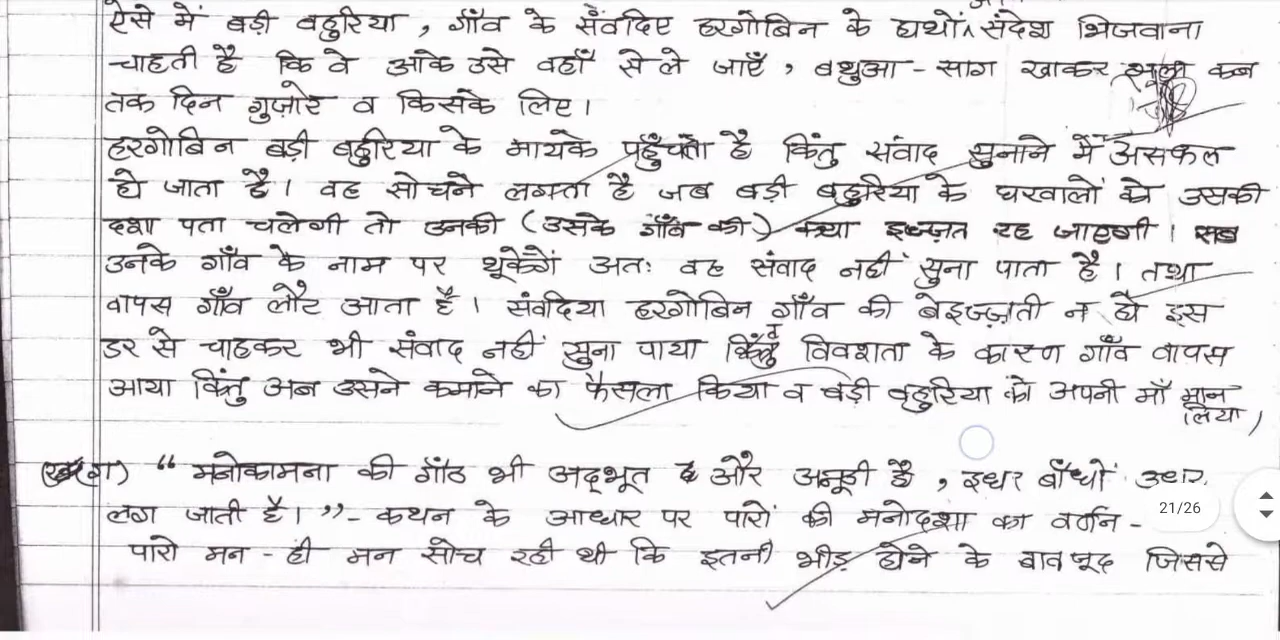 ऐसे में बड़ी बहुरिया , गाँव के संवदिए हरगोबिन के हाथों संदेश भिजवाना
चाहती है कि वे आके उसे वहाँ से ले जाएँ , बथुआ - साग खाकर कब
तक दिन गुज़ारे व किसके लिए।
हरगोबिन बड़ी बहुरिया के मायके पहुँचता है किंतु संवाद सुनाने में असफल
हो जाता है। वह सोचने लगता है जब बड़ी बहुरिया के घरवालों को उसकी
दशा पता चलेगी तो उनकी (उसके गाँव की) क्या इज्ज़त रह जाएगी। सब
उनके गाँव के नाम पर थूकेगें अतः वह संवाद नहीं सुना पाता है। तथा
वापस गाँव लौट आता है। संवदिया हरगोबिन गाँव की बेइज्ज़ती न हो इस
डर से चाहकर भी संवाद नहीं सुना पाया विवशता के कारण गाँव वापस
आया किंतु अब उसने कमाने का फैसला किया व बड़ी बहुरिया को अपनी माँ मान
लिया।
ग) “ मनोकामना की गाँठ भी अद्भूत है और अनूठी है , इधर बाँधों उधर
लग जाती है। ”- कथन के आधार पर पारो की मनोदशा का वर्णन -
21/26
पारो मन - ही मन सोच रही थी कि इतनी भीड़ होने के बावजूद जिससे